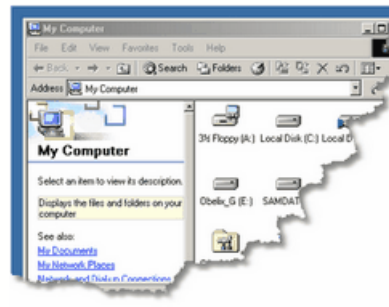 My Computer
File Edit View Favorites Tools Help
Back Search Folders
Address My Computer
3½ Floppy (A:) Local Disk (C:) Local D
My Computer
Select an item to view its description.
Obelix_G (E:) SAMDAT
Displays the files and folders on your
computer
See also:
My Documents
My Network Places
Network and Dial-up Connections